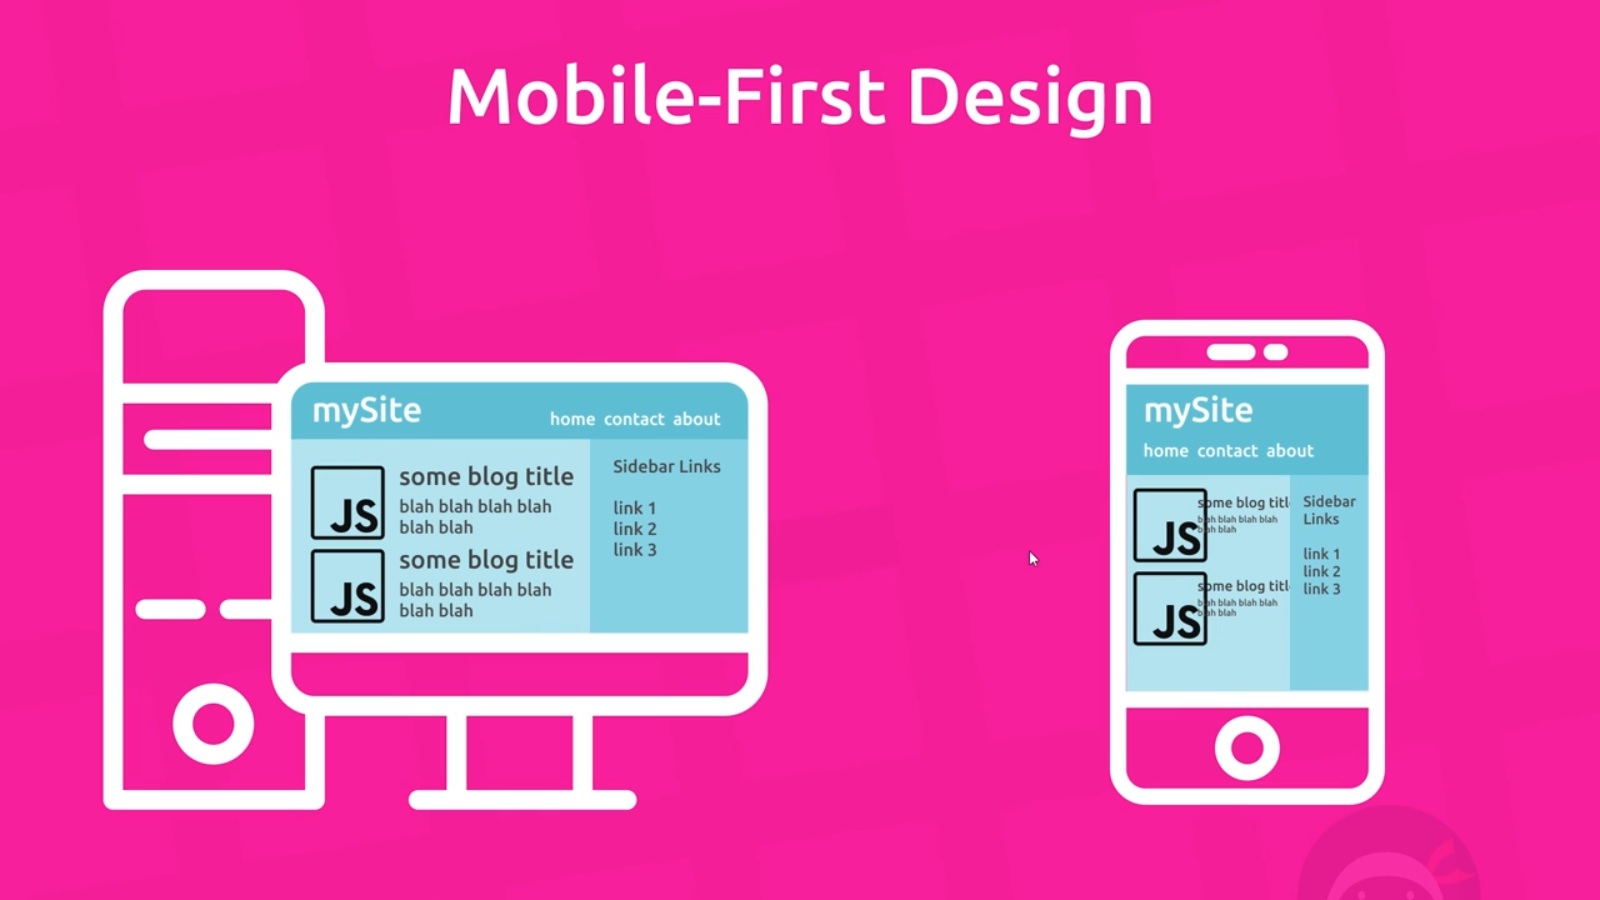 Mobile-First Design
mySite
home contact about
JS
some blog title
blah blah blah blah
blah blah
JS
some blog title
blah blah blah blah
blah blah
Sidebar Links
link 1
link 2
link 3
mySite
home contact about
JS
some blog titl
blah blah blah blah
blah blah
JS
some blog titl
blah blah blah blah
blah blah
Sidebar
Links
link 1
link 2
link 3